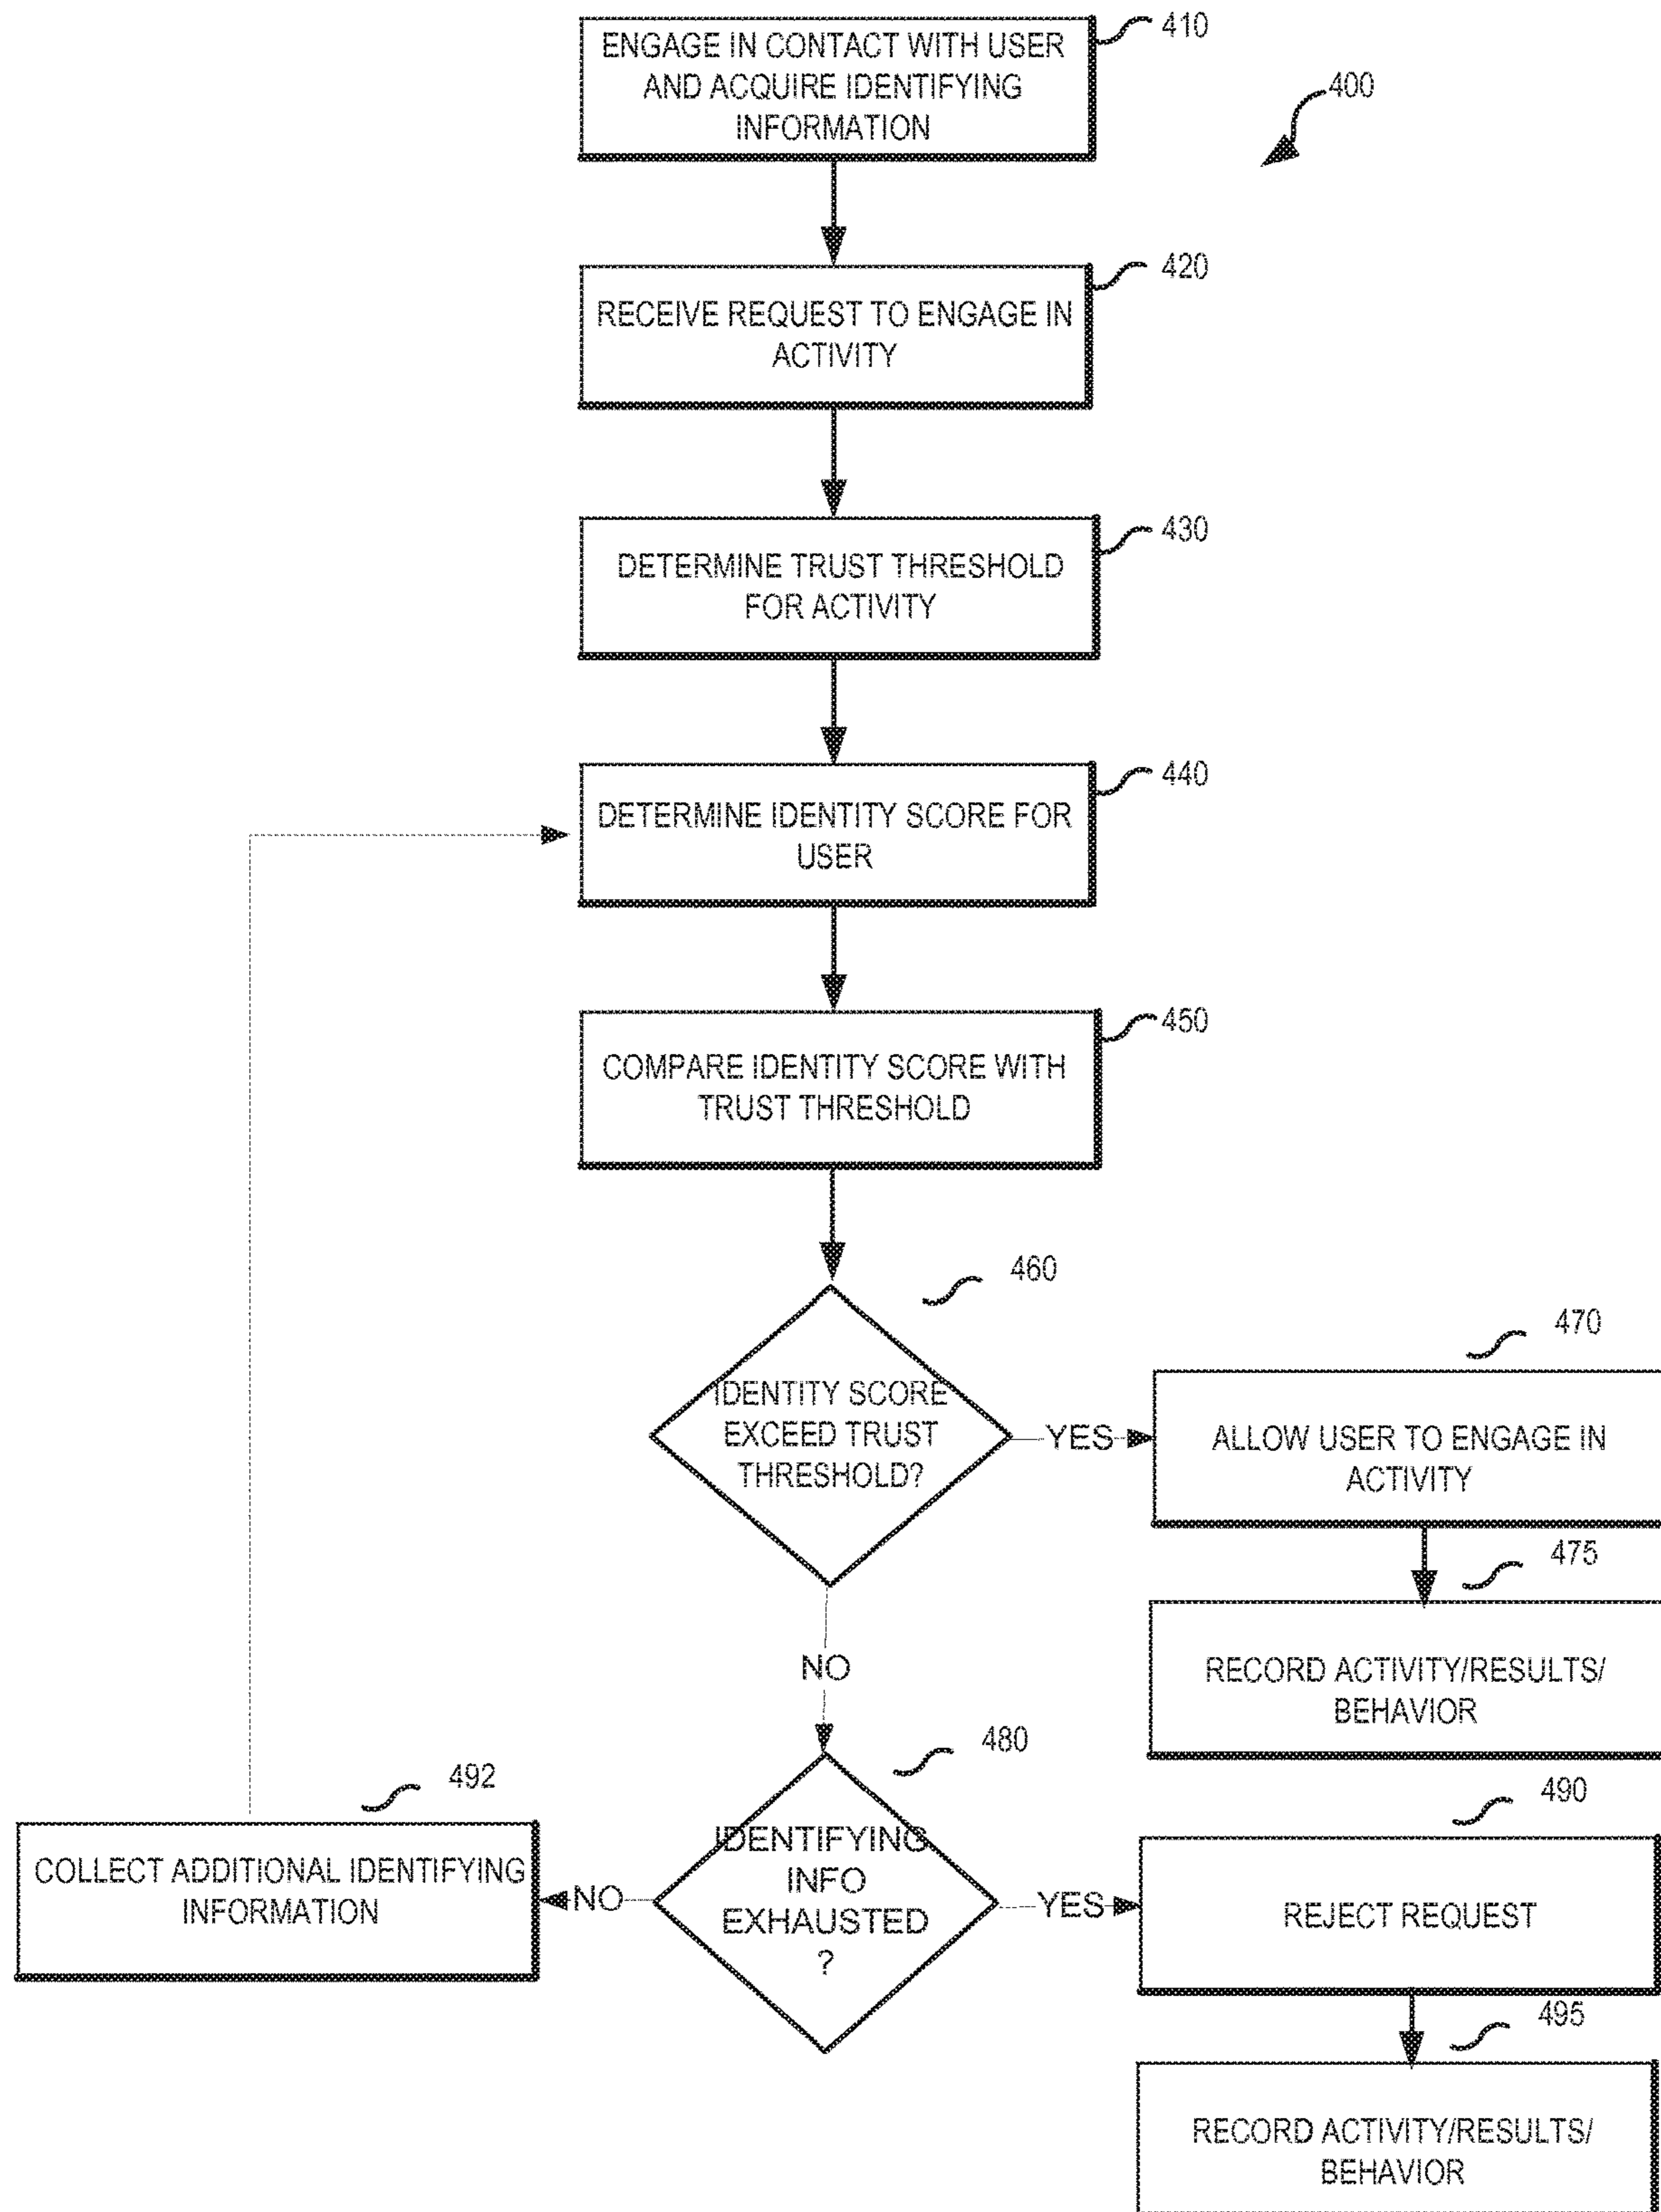 410
ENGAGE IN CONTACT WITH USER
AND ACQUIRE IDENTIFYING
INFORMATION
400
420
RECEIVE REQUEST TO ENGAGE IN
ACTIVITY
430
DETERMINE TRUST THRESHOLD
FOR ACTIVITY
440
DETERMINE IDENTITY SCORE FOR
USER
450
COMPARE IDENTITY SCORE WITH
TRUST THRESHOLD
460
IDENTITY SCORE
EXCEED TRUST
THRESHOLD?
YES
470
ALLOW USER TO ENGAGE IN
ACTIVITY
475
RECORD ACTIVITY/RESULTS/
BEHAVIOR
NO
480
IDENTIFYING
INFO
EXHAUSTED
?
NO
492
COLLECT ADDITIONAL IDENTIFYING
INFORMATION
YES
490
REJECT REQUEST
495
RECORD ACTIVITY/RESULTS/
BEHAVIOR